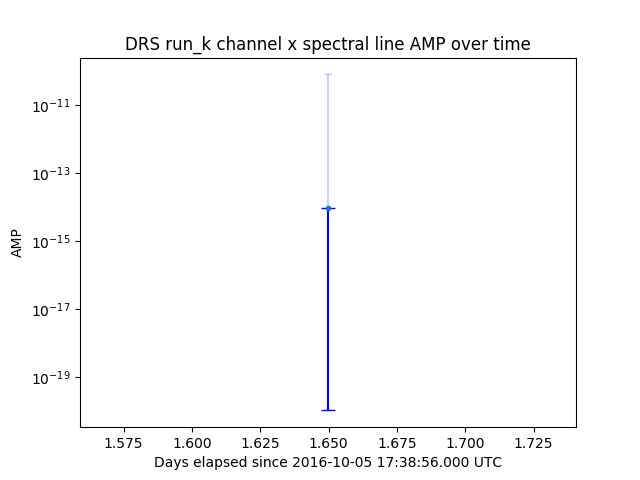 DRS run_k channel x spectral line AMP over time
AMP
10⁻¹¹
10⁻¹³
10⁻¹⁵
10⁻¹⁷
10⁻¹⁹
1.575 1.600 1.625 1.650 1.675 1.700 1.725
Days elapsed since 2016-10-05 17:38:56.000 UTC